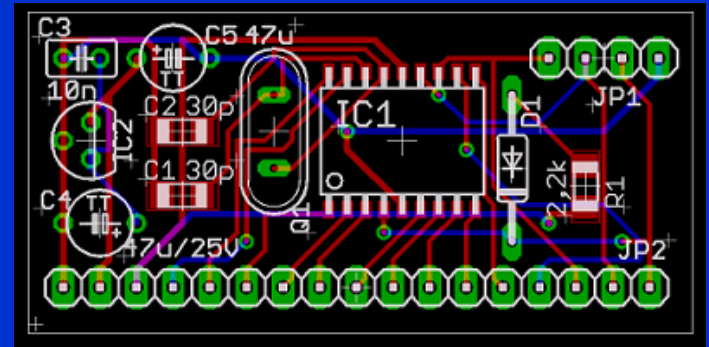 C3
C5 47u
10n
IC2
C2 30p
C1 30p
C4
47u/25V
Q1
IC1
D1
JP1
2,2k
R1
JP2